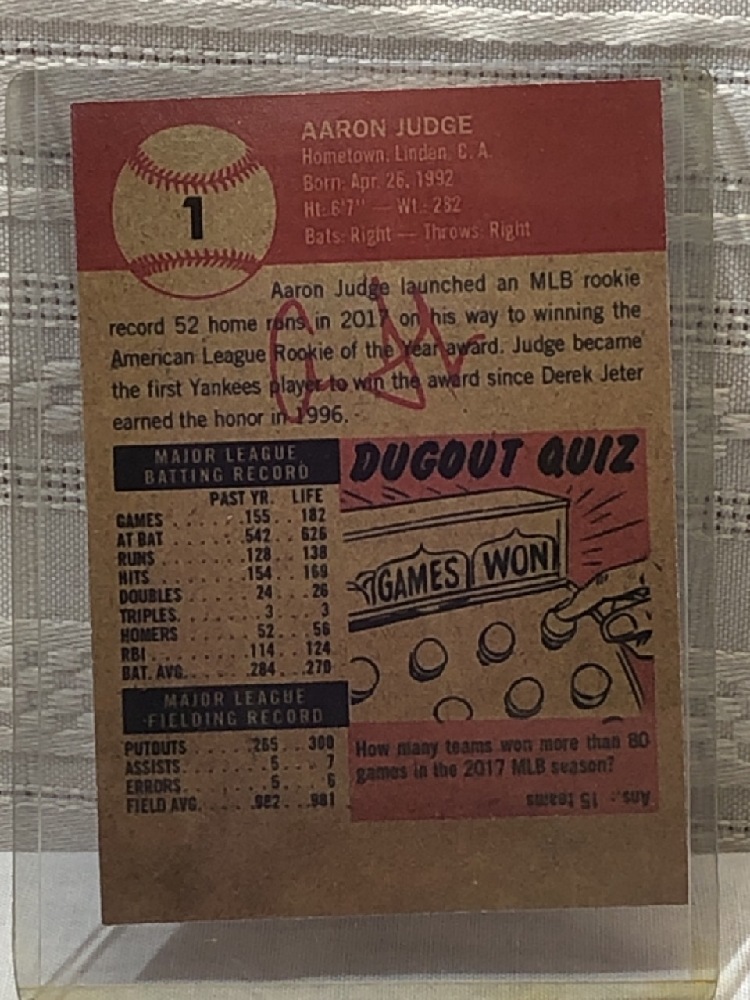 1
AARON JUDGE
Hometown: Linden, C. A.
Born: Apr. 26, 1992
Ht: 6'7" — Wt.: 282
Bats: Right — Throws: Right
Aaron Judge launched an MLB rookie
record 52 home runs in 2017 on his way to winning the
American League Rookie of the Year award. Judge became
the first Yankees player to win the award since Derek Jeter
earned the honor in 1996.
MAJOR LEAGUE
BATTING RECORD
PAST YR. LIFE
GAMES 155 182
AT BAT 542 626
RUNS 128 138
HITS 154 169
DOUBLES 24 26
TRIPLES 3 3
HOMERS 52 56
RBI 114 124
BAT. AVG. .284 .270
MAJOR LEAGUE
FIELDING RECORD
PUTOUTS 265 300
ASSISTS 5 7
ERRORS 5 6
FIELD AVG. .982 .981
DUGOUT QUIZ
GAMES WON
How many teams won more than 80
games in the 2017 MLB season?
Ans.: 15 teams